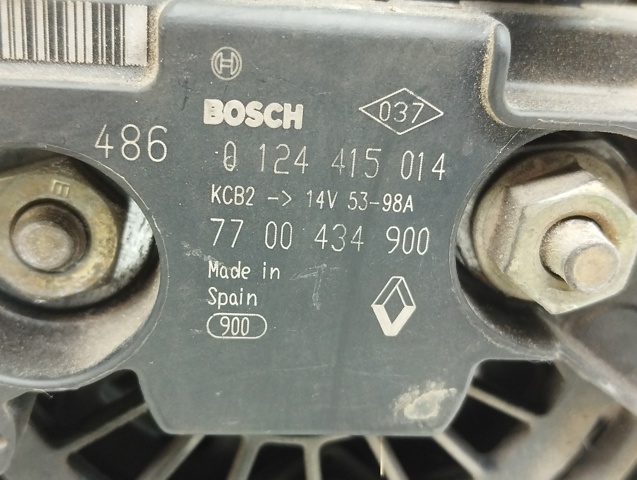 BOSCH
037
486
0 124 415 014
KCB2 -> 14V 53-98A
77 00 434 900
Made in
Spain
900